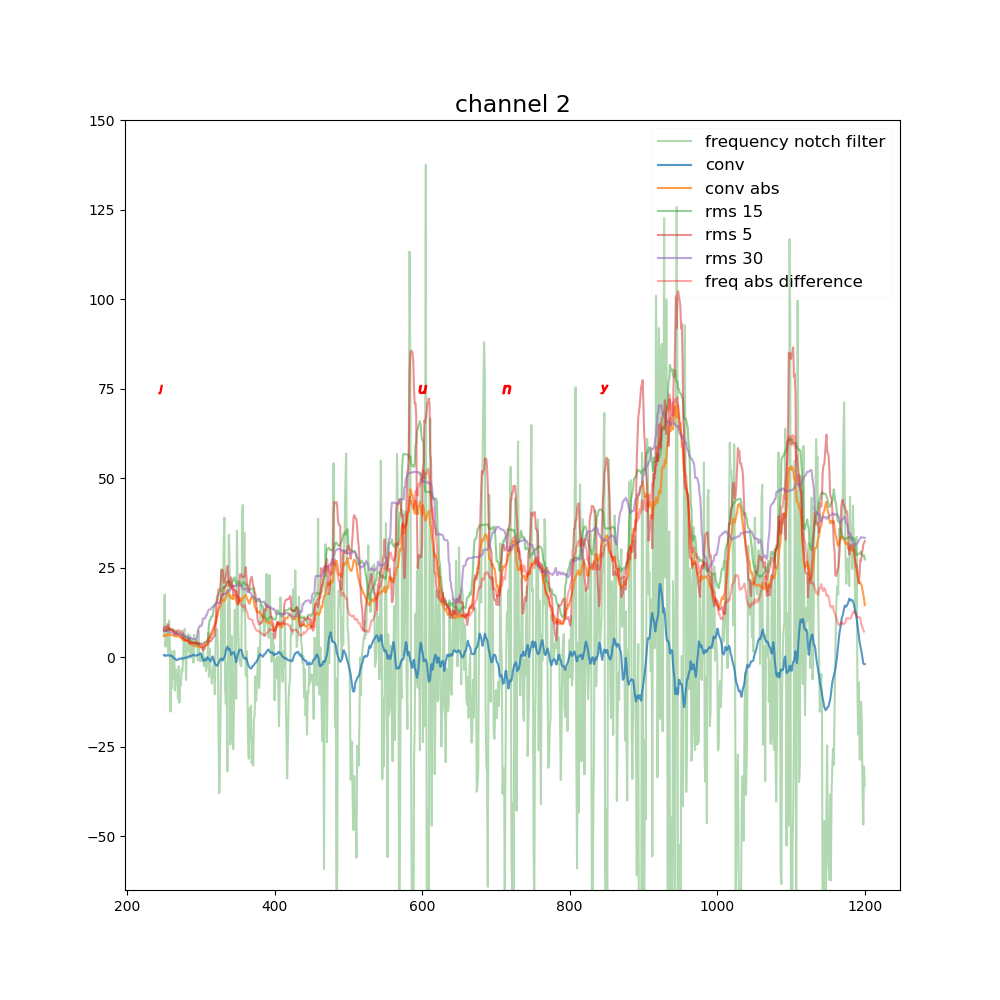 channel 2
150
125
100
75
50
25
0
−25
−50
frequency notch filter
conv
conv abs
rms 15
rms 5
rms 30
freq abs difference
J u n y
200 400 600 800 1000 1200